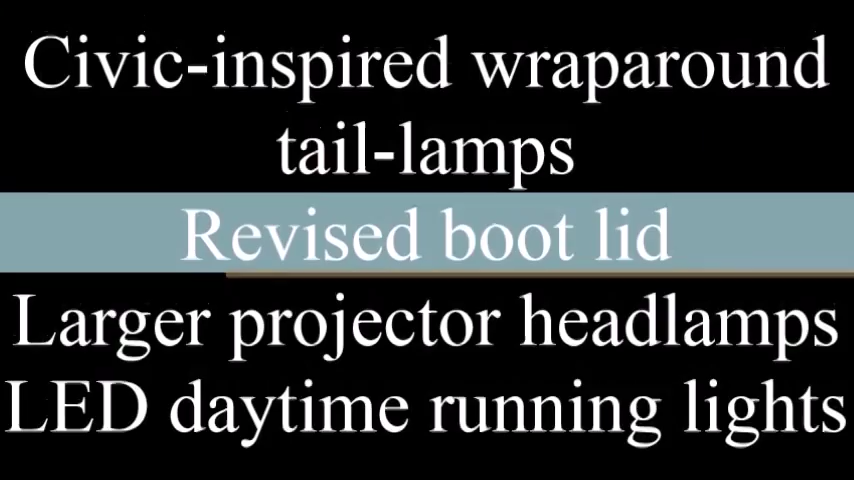 Civic-inspired wraparound
tail-lamps
Revised boot lid
Larger projector headlamps
LED daytime running lights